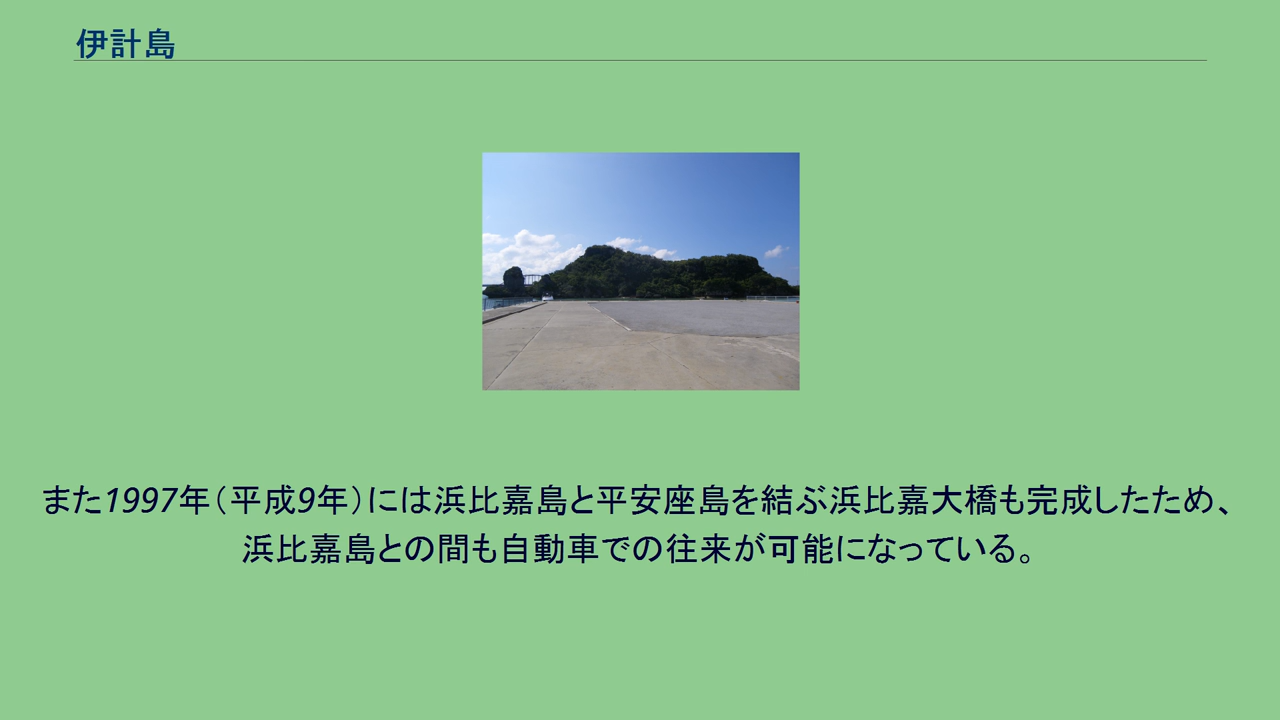 伊計島
また1997年（平成9年）には浜比嘉島と平安座島を結ぶ浜比嘉大橋も完成したため、
浜比嘉島との間も自動車での往来が可能になっている。